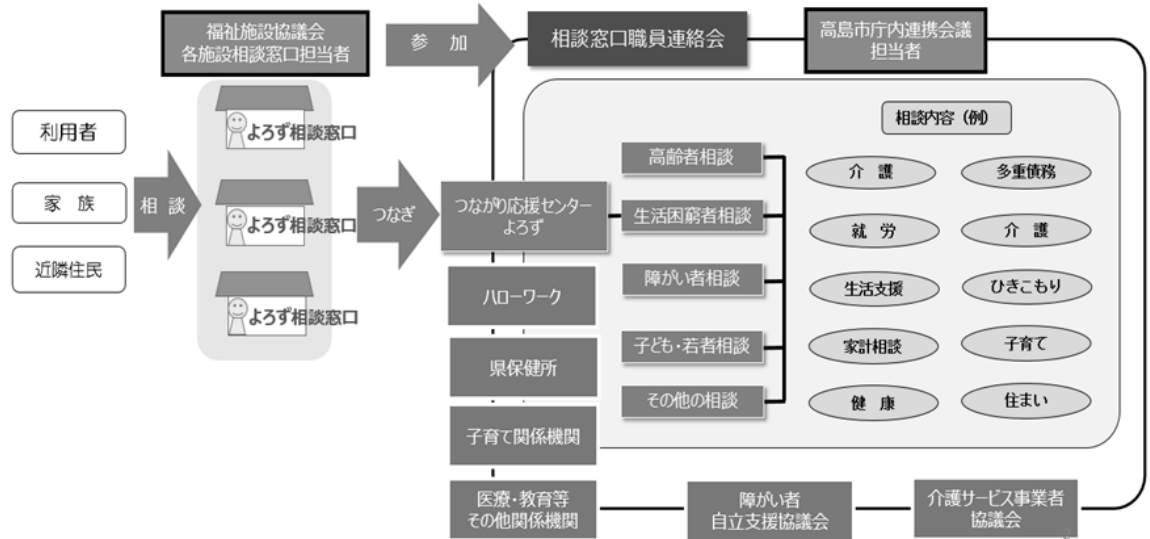 福祉施設協議会
各施設相談窓口担当者
参 加
相談窓口職員連絡会
高島市庁内連携会議
担当者
利用者
家 族
近隣住民
相 談
よろず相談窓口
よろず相談窓口
よろず相談窓口
つなぎ
つながり応援センター
よろず
ハローワーク
県保健所
子育て関係機関
医療・教育等
その他関係機関
高齢者相談
生活困窮者相談
障がい者相談
子ども・若者相談
その他の相談
相談内容（例）
介 護
多重債務
就 労
介 護
生活支援
ひきこもり
家計相談
子育て
健 康
住まい
障がい者
自立支援協議会
介護サービス事業者
協議会
2